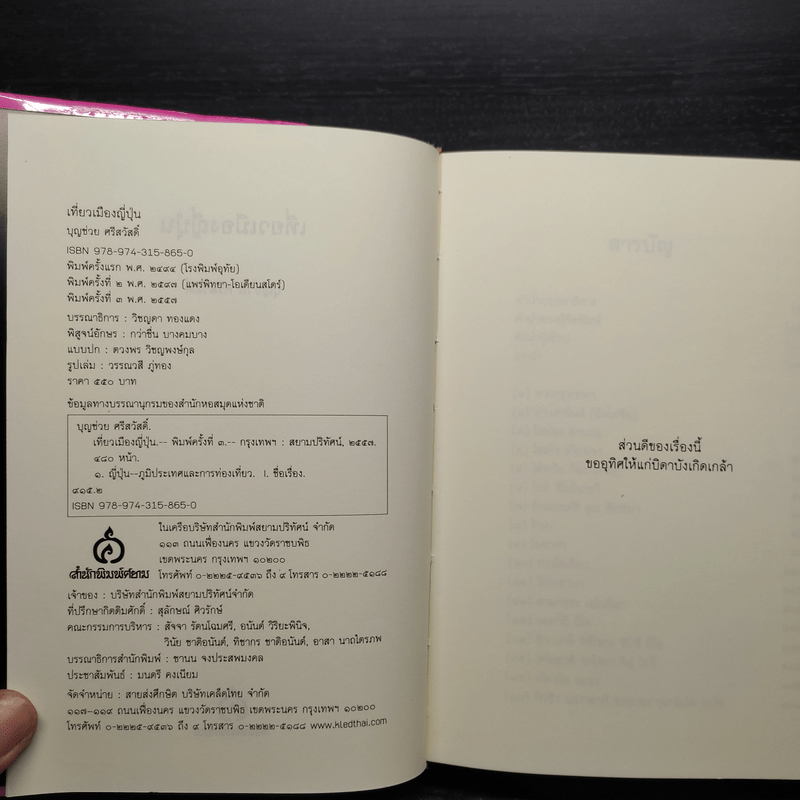 เที่ยวเมืองญี่ปุ่น
บุญช่วย ศรีสวัสดิ์
ISBN 978-974-315-865-0
พิมพ์ครั้งแรก พ.ศ. ๒๔๙๔ (โรงพิมพ์อุทัย)
พิมพ์ครั้งที่ ๒ พ.ศ. ๒๕๐๗ (แพร่พิทยา-โอเดียนสโตร์)
พิมพ์ครั้งที่ ๓ พ.ศ. ๒๕๕๗
บรรณาธิการ : วิชญดา ทองแดง
พิสูจน์อักษร : กว่าชื่น บางคมบาง
แบบปก : ดวงพร วิชญพงษ์กุล
รูปเล่ม : วรรณวสี ภู่ทอง
ราคา ๕๕๐ บาท
ข้อมูลทางบรรณานุกรมของสำนักหอสมุดแห่งชาติ
บุญช่วย ศรีสวัสดิ์.
เที่ยวเมืองญี่ปุ่น.-- พิมพ์ครั้งที่ ๓.-- กรุงเทพฯ : สยามปริทัศน์, ๒๕๕๗.
๔๘๐ หน้า.
๑. ญี่ปุ่น--ภูมิประเทศและการท่องเที่ยว. I. ชื่อเรื่อง.
๙๑๕.๒
ISBN 978-974-315-865-0
สำนักพิมพ์ศยาม
ในเครือบริษัทสำนักพิมพ์สยามปริทัศน์ จำกัด
๑๑๓ ถนนเฟื่องนคร แขวงวัดราชบพิธ
เขตพระนคร กรุงเทพฯ ๑๐๒๐๐
โทรศัพท์ ๐-๒๒๒๕-๙๕๓๖ ถึง ๙ โทรสาร ๐-๒๒๒๒-๕๑๘๘
เจ้าของ : บริษัทสำนักพิมพ์สยามปริทัศน์จำกัด
ที่ปรึกษากิตติมศักดิ์ : สุลักษณ์ ศิวรักษ์
คณะกรรมการบริหาร : สัจจา รัตนโฉมศรี, อนันต์ วิริยะพินิจ,
วินัย ชาติอนันต์, ทิชากร ชาติอนันต์, อาสา นาถไตรภพ
บรรณาธิการสำนักพิมพ์ : ชานน จงประสพมงคล
ประชาสัมพันธ์ : มนตรี คงเนียม
จัดจำหน่าย : สายส่งศึกษิต บริษัทเคล็ดไทย จำกัด
๑๑๗-๑๑๙ ถนนเฟื่องนคร แขวงวัดราชบพิธ เขตพระนคร กรุงเทพฯ ๑๐๒๐๐
โทรศัพท์ ๐-๒๒๒๕-๙๕๓๖ ถึง ๙ โทรสาร ๐-๒๒๒๒-๕๑๘๘ www.kledthai.com
ส่วนดีของเรื่องนี้
ขออุทิศให้แก่บิดาบังเกิดเกล้า